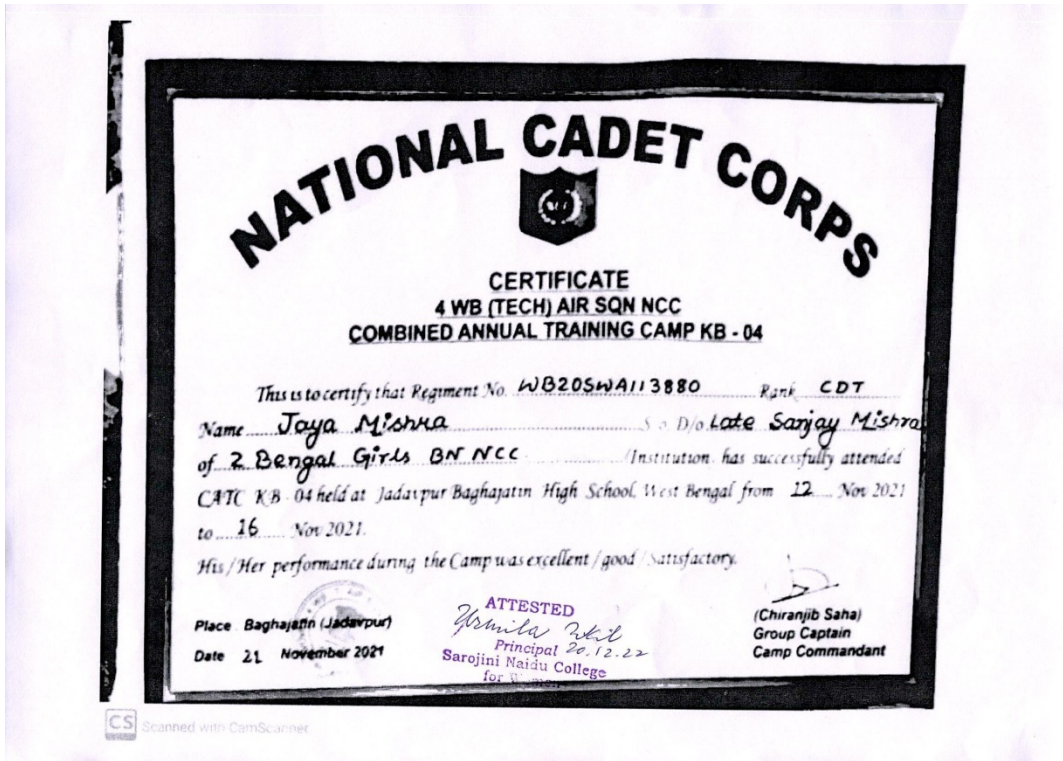 NATIONAL CADET CORPS
NCC
CERTIFICATE
4 WB (TECH) AIR SQN NCC
COMBINED ANNUAL TRAINING CAMP KB - 04
This is to certify that Regiment No. WB20SWA113880 Rank CDT
Name Jaya Mishra S/o. D/o Late Sanjay Mishra
of 2 Bengal Girls BN NCC /Institution has successfully attended
CATC KB - 04 held at Jadavpur Baghajatin High School, West Bengal from 12 Nov 2021
to 16 Nov 2021.
His / Her performance during the Camp was excellent / good / Satisfactory.
Place Baghajatin (Jadavpur)
Date 21 November 2021
ATTESTED
Urmila
Principal 20.12.22
Sarojini Naidu College
for Women
(Chiranjib Saha)
Group Captain
Camp Commandant
CS Scanned with CamScanner